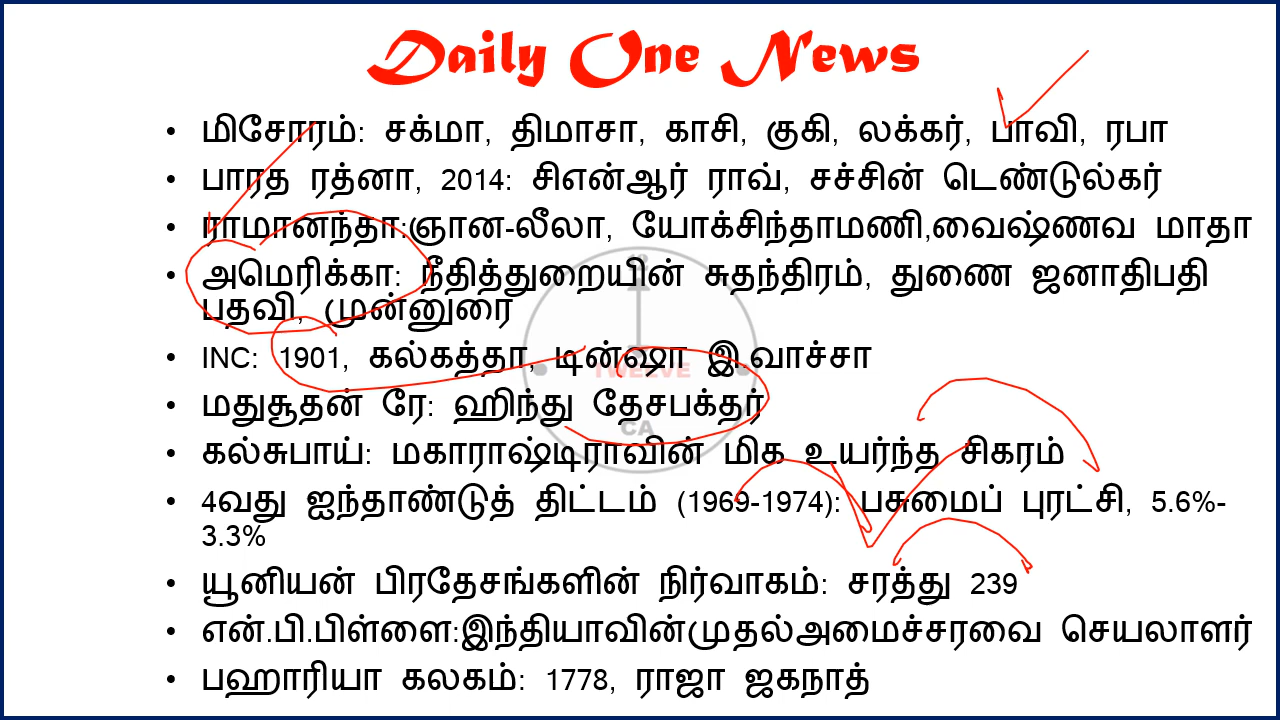 Daily One News
• மிசோரம்: சக்மா, திமாசா, காசி, குகி, லக்கர், பாவி, ரபா
• பாரத ரத்னா, 2014: சிஎன்ஆர் ராவ், சச்சின் டெண்டுல்கர்
• ராமானந்தா:ஞான-லீலா, யோக்சிந்தாமணி,வைஷ்ணவ மாதா
• அமெரிக்கா: நீதித்துறையின் சுதந்திரம், துணை ஜனாதிபதி
பதவி, முன்னுரை
• INC: 1901, கல்கத்தா, டின்ஷா இ.வாச்சா
• மதுசூதன் ரே: ஹிந்து தேசபக்தர்
• கல்சுபாய்: மகாராஷ்டிராவின் மிக உயர்ந்த சிகரம்
• 4வது ஐந்தாண்டுத் திட்டம் (1969-1974): பசுமைப் புரட்சி, 5.6%-
3.3%
• யூனியன் பிரதேசங்களின் நிர்வாகம்: சரத்து 239
• என்.பி.பிள்ளை:இந்தியாவின்முதல்அமைச்சரவை செயலாளர்
• பஹாரியா கலகம்: 1778, ராஜா ஜகநாத்
TWEEVE
CA